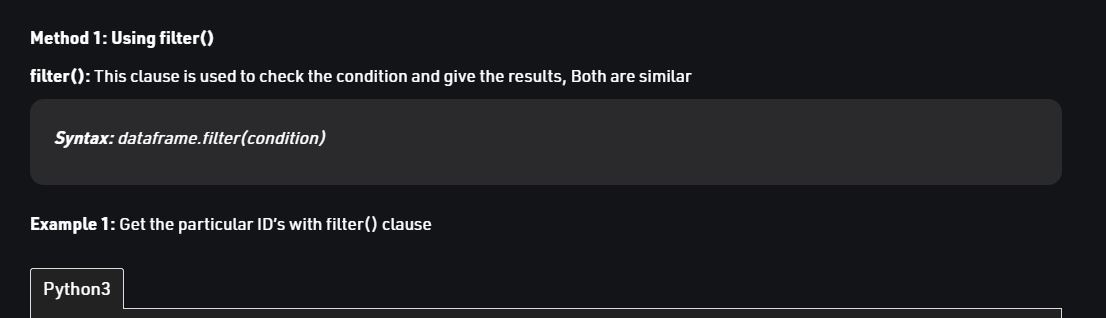 Method 1: Using filter()
filter(): This clause is used to check the condition and give the results, Both are similar
Syntax: dataframe.filter(condition)
Example 1: Get the particular ID’s with filter() clause
Python3